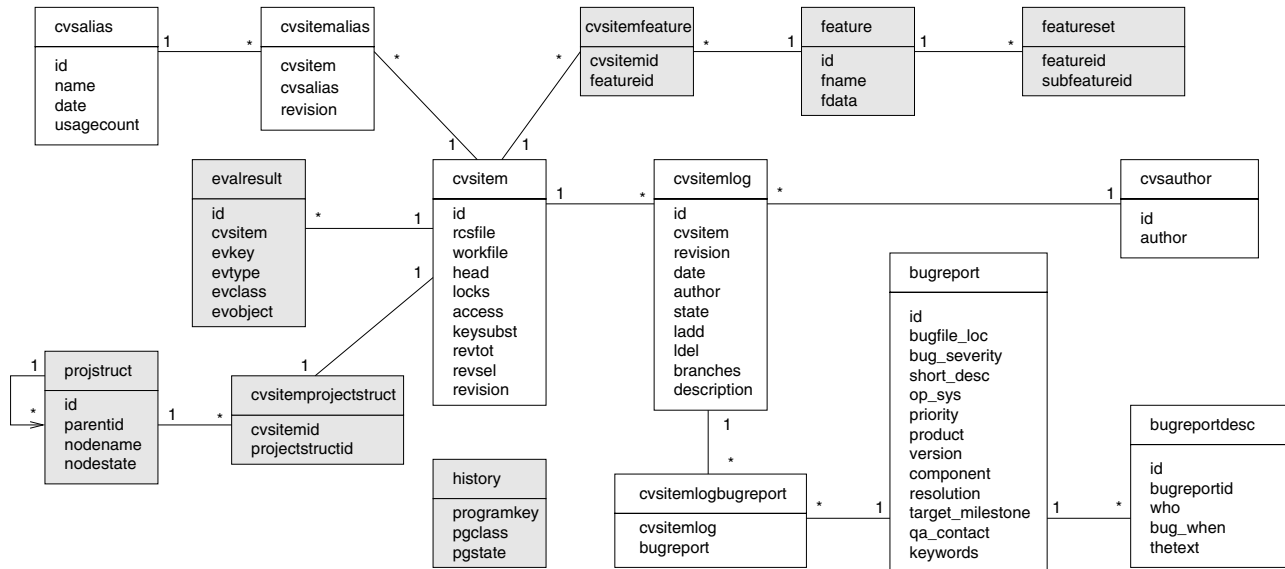 cvsalias
id
name
date
usagecount
1
*
cvsitemalias
cvsitem
cvsalias
revision
*
1
cvsitemfeature
cvsitemid
featureid
*
1
*
1
feature
id
fname
fdata
1
*
featureset
featureid
subfeatureid
evalresult
id
cvsitem
evkey
evtype
evclass
evobject
*
1
cvsitem
id
rcsfile
workfile
head
locks
access
keysubst
revtot
revsel
revision
1
*
cvsitemlog
id
cvsitem
revision
date
author
state
ladd
ldel
branches
description
*
1
cvsauthor
id
author
1
1
1
*
projstruct
id
parentid
nodename
nodestate
1
*
cvsitemprojectstruct
cvsitemid
projectstructid
history
programkey
pgclass
pgstate
1
*
cvsitemlogbugreport
cvsitemlog
bugreport
*
1
bugreport
id
bugfile_loc
bug_severity
short_desc
op_sys
priority
product
version
component
resolution
target_milestone
qa_contact
keywords
1
*
bugreportdesc
id
bugreportid
who
bug_when
thetext